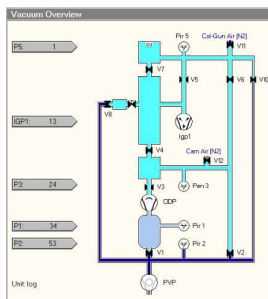 Vacuum Overview
Pir 5
Col-Gun Air [N2]
P5: 1
V11
V7
V5
V6
V10
V8
IGP1: 13
Igp1
V4
Cam Air [N2]
V12
P3: 24
V3
Pen 3
ODP
P1: 34
Pir 1
P2: 53
Pir 2
V1
V2
Unit log
PVP